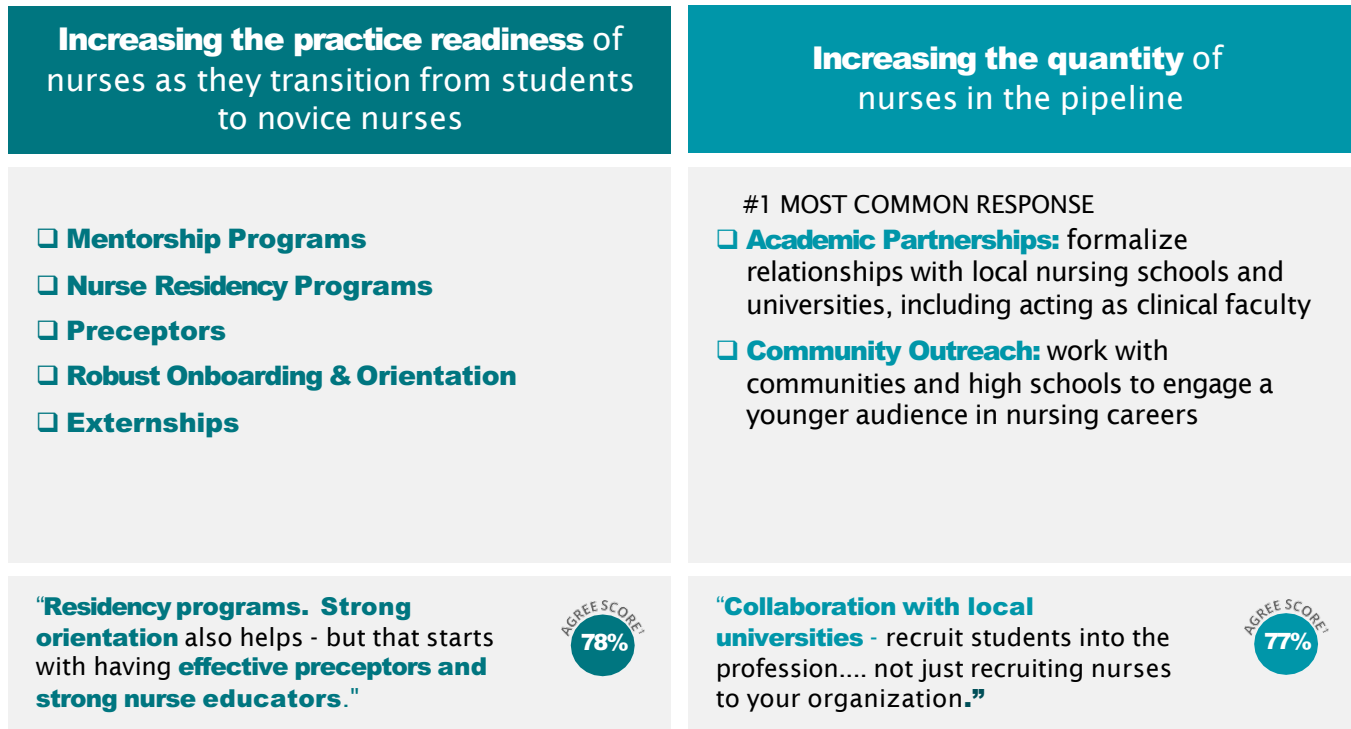 Increasing the practice readiness of
nurses as they transition from students
to novice nurses
❑ Mentorship Programs
❑ Nurse Residency Programs
❑ Preceptors
❑ Robust Onboarding & Orientation
❑ Externships
“Residency programs. Strong
orientation also helps - but that starts
with having effective preceptors and
strong nurse educators."
AGREE SCORE¹
78%
Increasing the quantity of
nurses in the pipeline
#1 MOST COMMON RESPONSE
❑ Academic Partnerships: formalize
relationships with local nursing schools and
universities, including acting as clinical faculty
❑ Community Outreach: work with
communities and high schools to engage a
younger audience in nursing careers
“Collaboration with local
universities - recruit students into the
profession.... not just recruiting nurses
to your organization.”
AGREE SCORE¹
77%